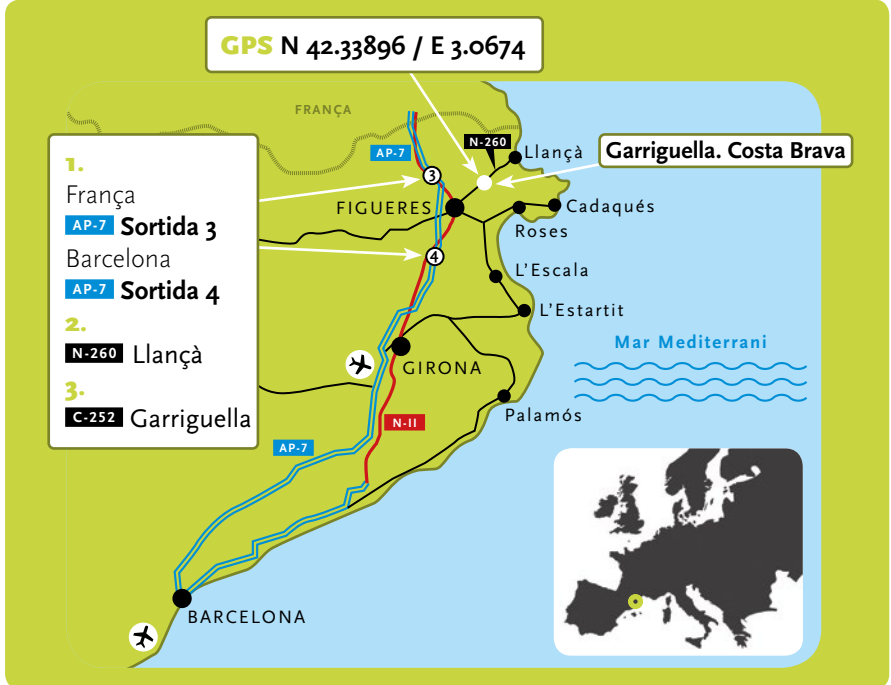 GPS N 42.33896 / E 3.0674
FRANÇA
N-260
AP-7
Llançà
Garriguella. Costa Brava
1.
França
AP-7 Sortida 3
Barcelona
AP-7 Sortida 4
2.
N-260 Llançà
3.
C-252 Garriguella
3
FIGUERES
Cadaqués
Roses
4
L'Escala
L'Estartit
Mar Mediterrani
GIRONA
Palamós
N-II
AP-7
BARCELONA